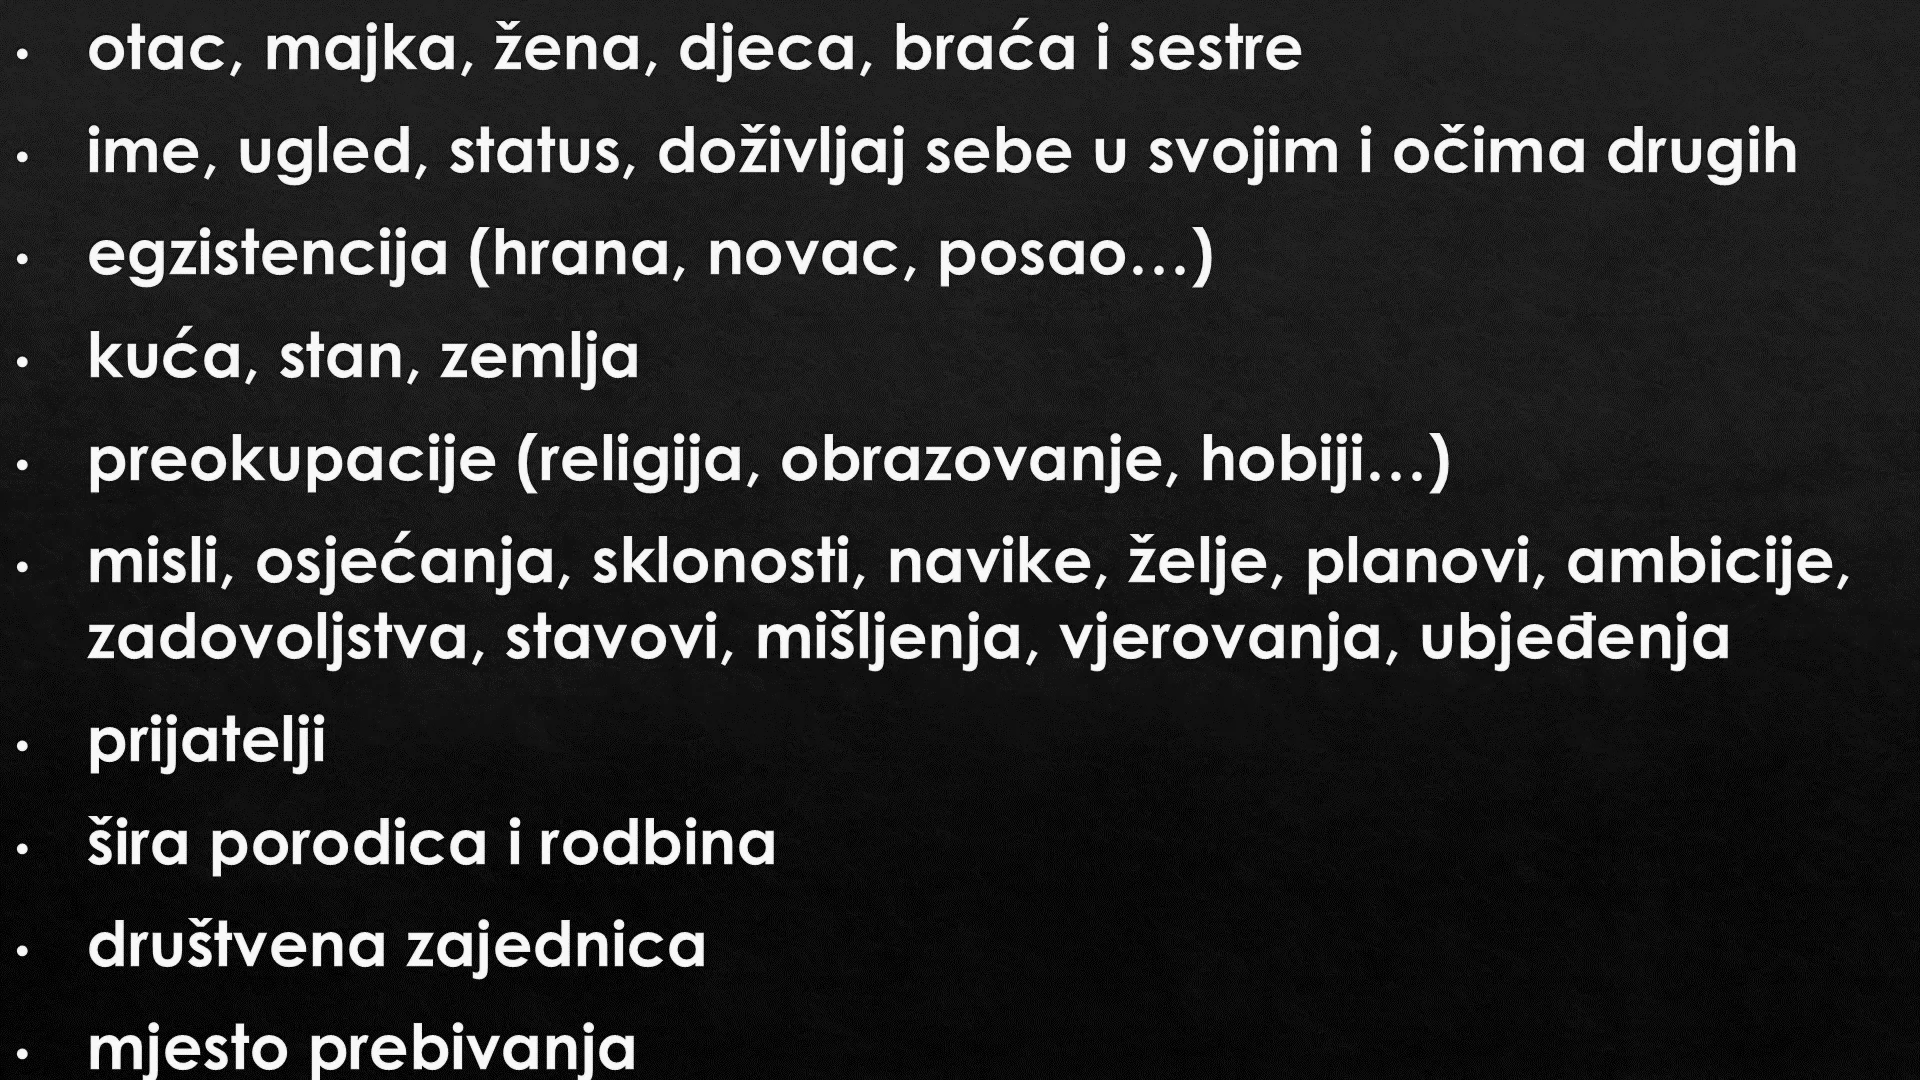 • otac, majka, žena, djeca, braća i sestre
• ime, ugled, status, doživljaj sebe u svojim i očima drugih
• egzistencija (hrana, novac, posao…)
• kuća, stan, zemlja
• preokupacije (religija, obrazovanje, hobiji…)
• misli, osjećanja, sklonosti, navike, želje, planovi, ambicije,
zadovoljstva, stavovi, mišljenja, vjerovanja, ubjeđenja
• prijatelji
• šira porodica i rodbina
• društvena zajednica
• mjesto prebivanja